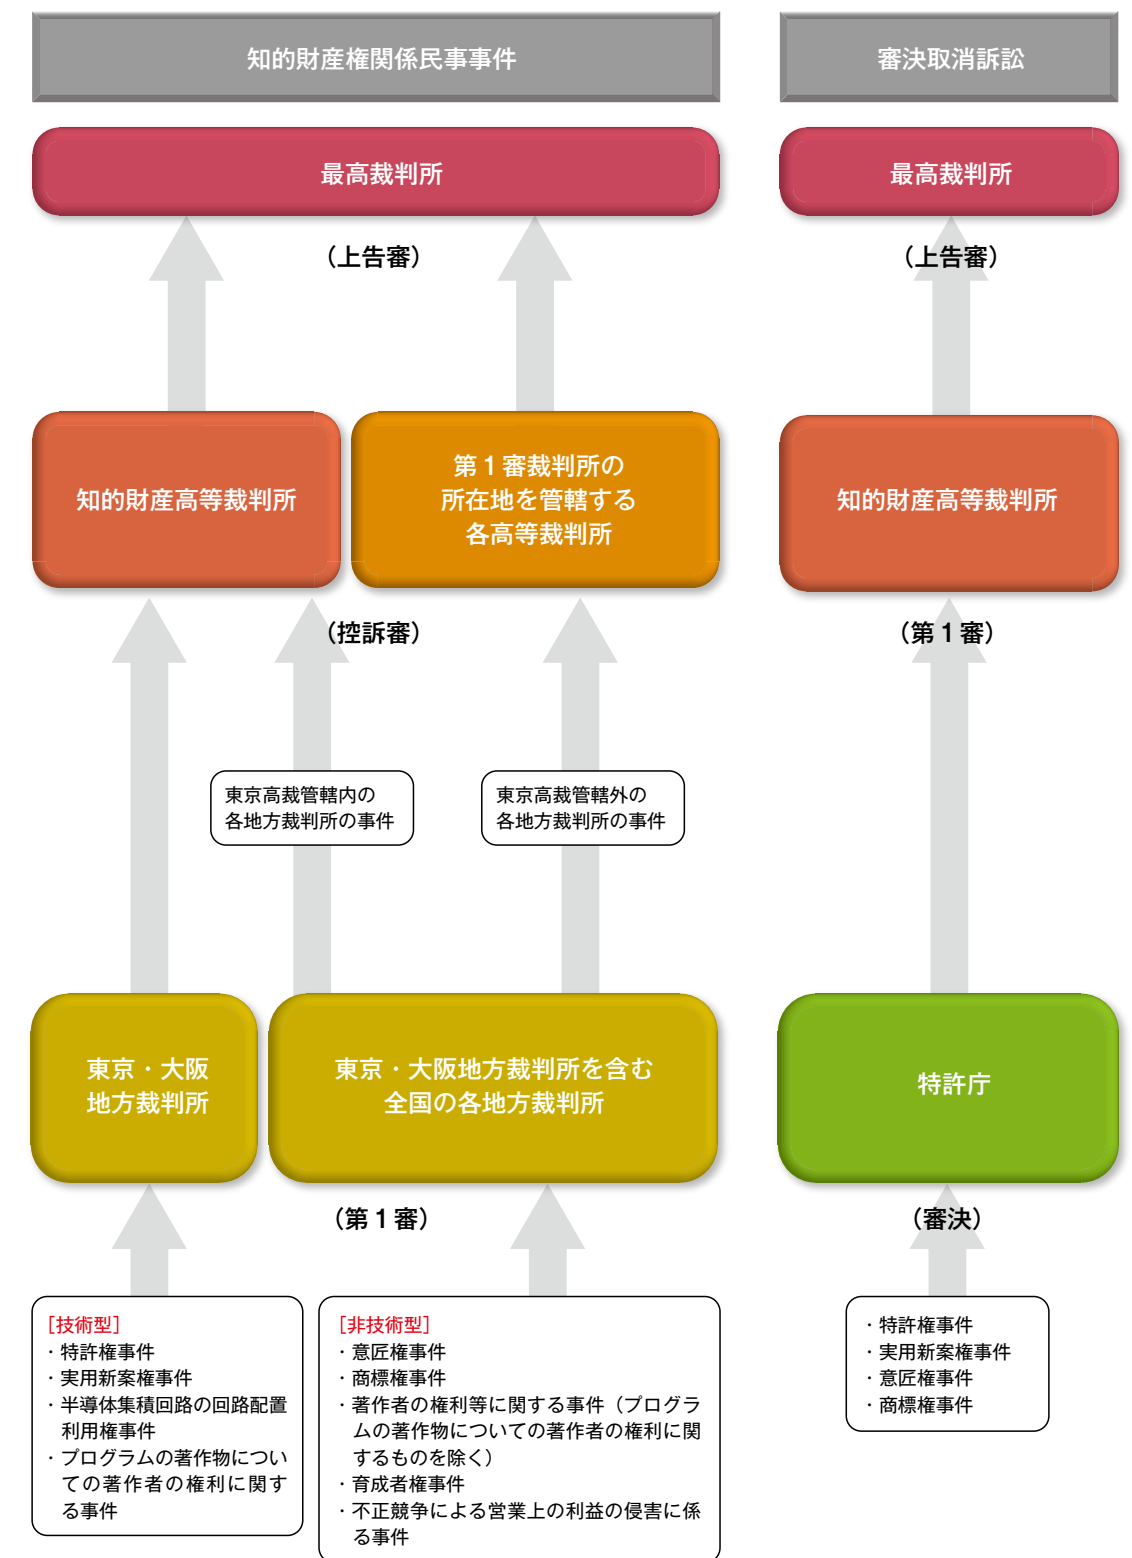 知的財産権関係民事事件
審決取消訴訟
最高裁判所
最高裁判所
（上告審）
（上告審）
知的財産高等裁判所
第１審裁判所の
所在地を管轄する
各高等裁判所
知的財産高等裁判所
（控訴審）
（第１審）
東京高裁管轄内の
各地方裁判所の事件
東京高裁管轄外の
各地方裁判所の事件
東京・大阪
地方裁判所
東京・大阪地方裁判所を含む
全国の各地方裁判所
特許庁
（第１審）
（審決）
［技術型］
・特許権事件
・実用新案権事件
・半導体集積回路の回路配置
利用権事件
・プログラムの著作物につい
ての著作者の権利に関す
る事件
［非技術型］
・意匠権事件
・商標権事件
・著作者の権利等に関する事件（プログラ
ムの著作物についての著作者の権利に関
するものを除く）
・育成者権事件
・不正競争による営業上の利益の侵害に係
る事件
・特許権事件
・実用新案権事件
・意匠権事件
・商標権事件